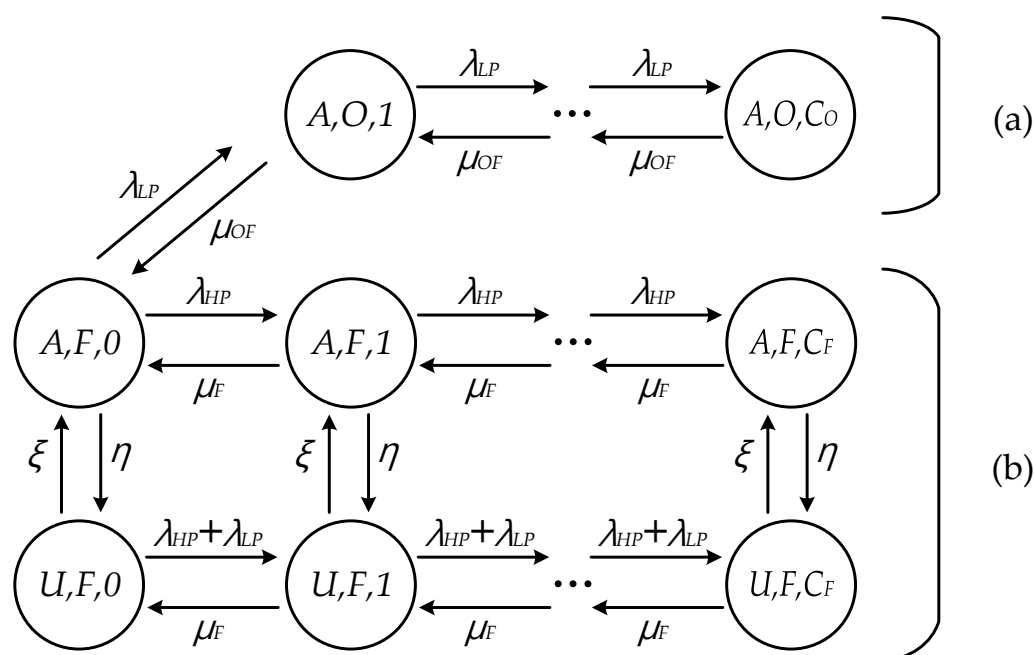 λLP λLP
A,O,1 ... A,O,CO (a)
μOF μOF
λLP
μOF
λHP λHP λHP
A,F,0 A,F,1 ... A,F,CF
μF μF μF
ξ η ξ η ξ η (b)
λHP+λLP λHP+λLP λHP+λLP
U,F,0 U,F,1 ... U,F,CF
μF μF μF